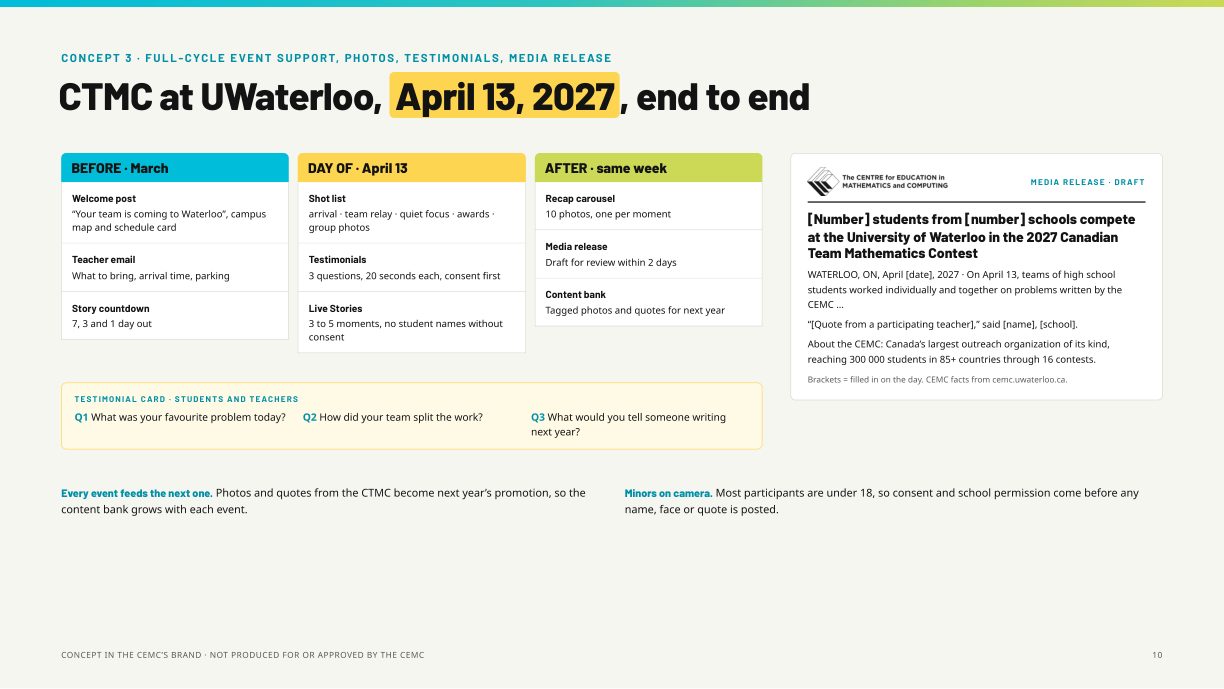 CONCEPT 3 · FULL-CYCLE EVENT SUPPORT, PHOTOS, TESTIMONIALS, MEDIA RELEASE
CTMC at UWaterloo, April 13, 2027, end to end
BEFORE · March
Welcome post
“Your team is coming to Waterloo”, campus
map and schedule card
Teacher email
What to bring, arrival time, parking
Story countdown
7, 3 and 1 day out
DAY OF · April 13
Shot list
arrival · team relay · quiet focus · awards ·
group photos
Testimonials
3 questions, 20 seconds each, consent first
Live Stories
3 to 5 moments, no student names without
consent
AFTER · same week
Recap carousel
10 photos, one per moment
Media release
Draft for review within 2 days
Content bank
Tagged photos and quotes for next year
The CENTRE for EDUCATION in
MATHEMATICS and COMPUTING
MEDIA RELEASE · DRAFT
[Number] students from [number] schools compete
at the University of Waterloo in the 2027 Canadian
Team Mathematics Contest
WATERLOO, ON, April [date], 2027 · On April 13, teams of high school
students worked individually and together on problems written by the
CEMC ...
“[Quote from a participating teacher],” said [name], [school].
About the CEMC: Canada’s largest outreach organization of its kind,
reaching 300 000 students in 85+ countries through 16 contests.
Brackets = filled in on the day. CEMC facts from cemc.uwaterloo.ca.
TESTIMONIAL CARD · STUDENTS AND TEACHERS
Q1 What was your favourite problem today?
Q2 How did your team split the work?
Q3 What would you tell someone writing
next year?
Every event feeds the next one. Photos and quotes from the CTMC become next year’s promotion, so the
content bank grows with each event.
Minors on camera. Most participants are under 18, so consent and school permission come before any
name, face or quote is posted.
CONCEPT IN THE CEMC’S BRAND · NOT PRODUCED FOR OR APPROVED BY THE CEMC
10